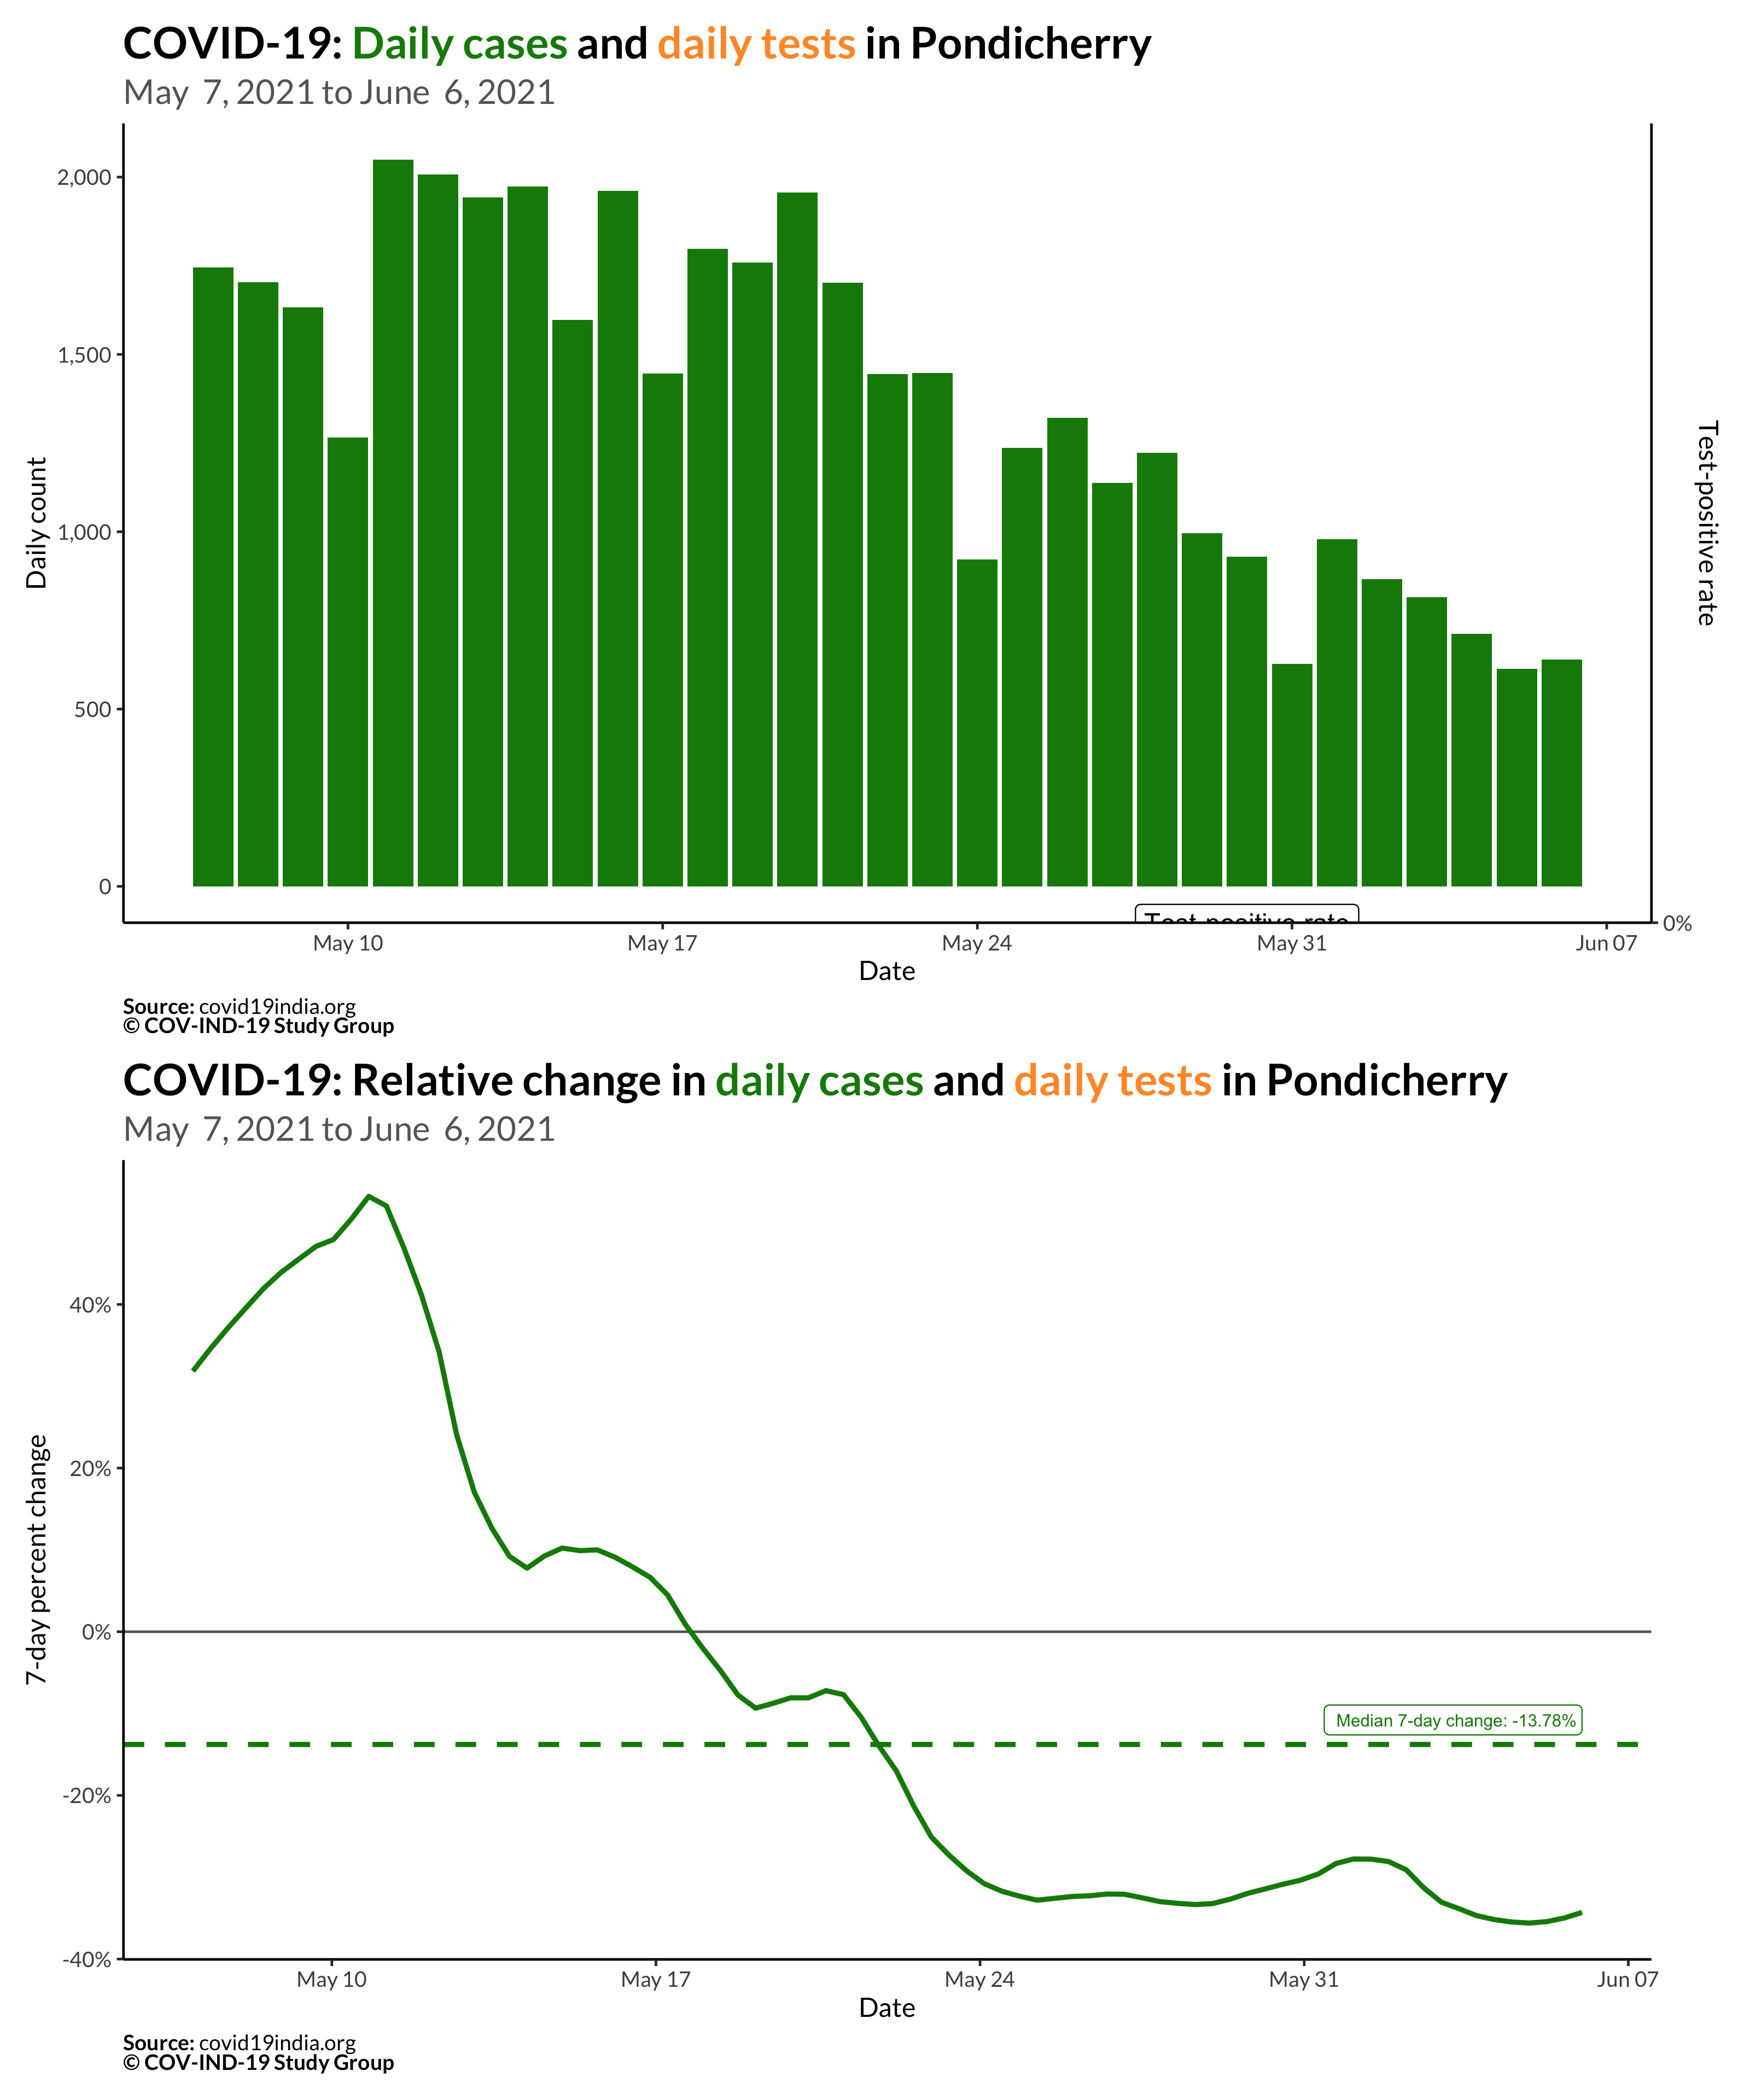 COVID-19: Daily cases and daily tests in Pondicherry
May 7, 2021 to June 6, 2021
2,000
1,500
1,000
500
0
Daily count
Test-positive rate
Test-positive rate
0%
May 10
May 17
May 24
May 31
Jun 07
Date
Source: covid19india.org
© COV-IND-19 Study Group
COVID-19: Relative change in daily cases and daily tests in Pondicherry
May 7, 2021 to June 6, 2021
40%
20%
0%
-20%
-40%
7-day percent change
Median 7-day change: -13.78%
May 10
May 17
May 24
May 31
Jun 07
Date
Source: covid19india.org
© COV-IND-19 Study Group